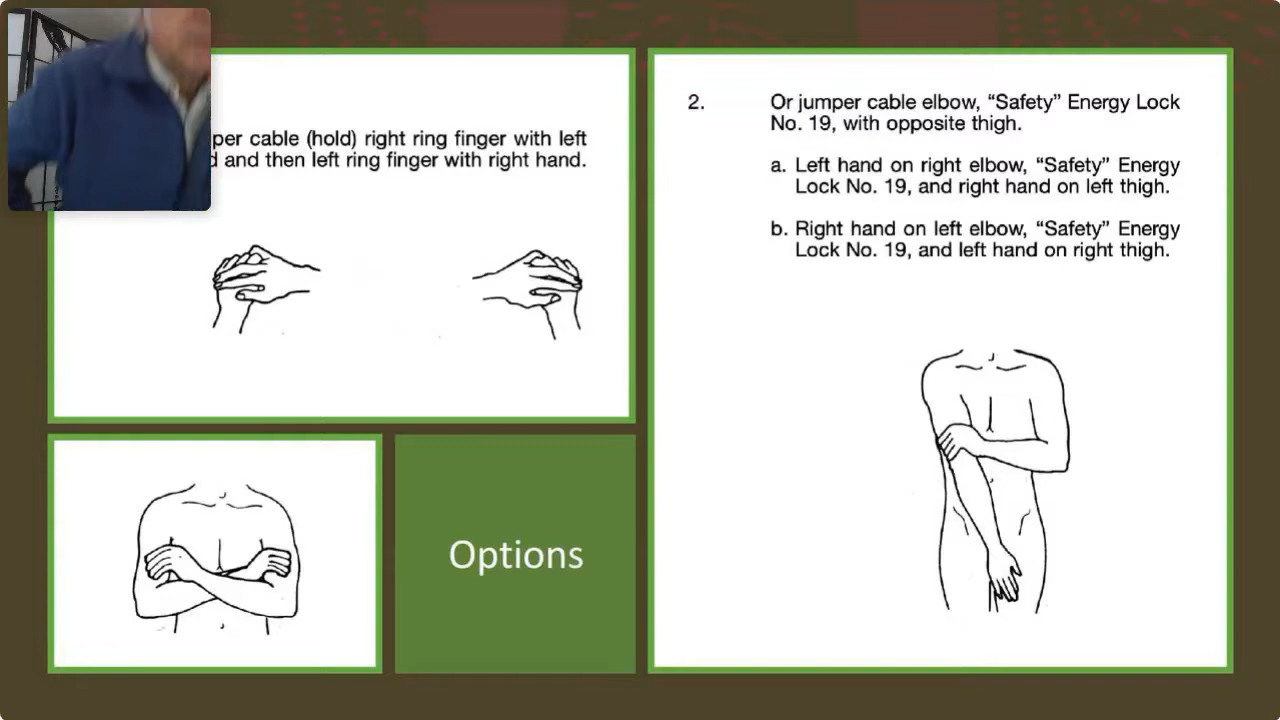 per cable (hold) right ring finger with left
and then left ring finger with right hand.
2.
Or jumper cable elbow, “Safety” Energy Lock
No. 19, with opposite thigh.
a. Left hand on right elbow, “Safety” Energy
Lock No. 19, and right hand on left thigh.
b. Right hand on left elbow, “Safety” Energy
Lock No. 19, and left hand on right thigh.
Options